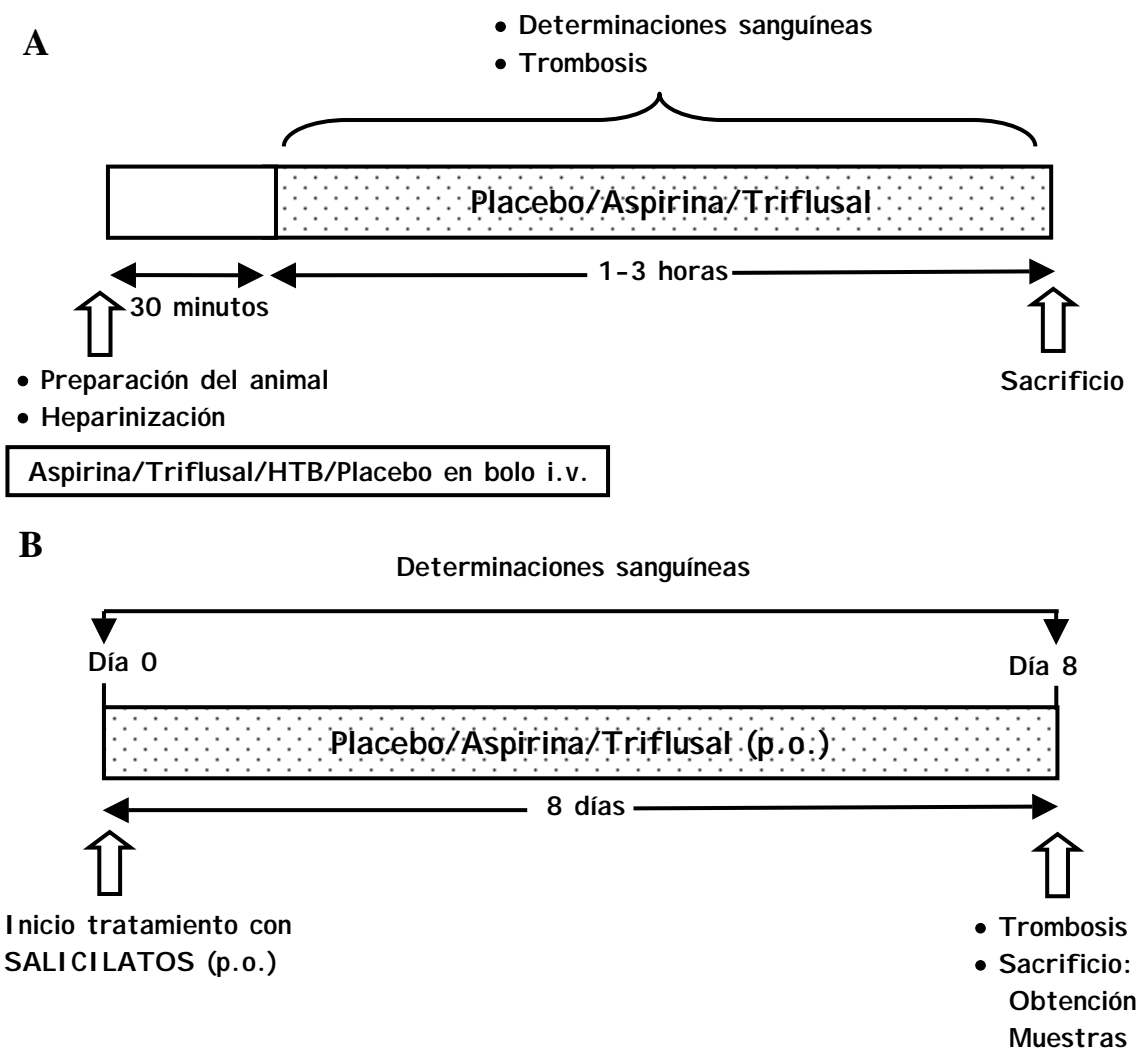 A
• Determinaciones sanguíneas
• Trombosis
Placebo/Aspirina/Triflusal
1-3 horas
30 minutos
• Preparación del animal
• Heparinización
Sacrificio
Aspirina/Triflusal/HTB/Placebo en bolo i.v.
B
Determinaciones sanguíneas
Día 0
Día 8
Placebo/Aspirina/Triflusal (p.o.)
8 días
Inicio tratamiento con
SALICILATOS (p.o.)
• Trombosis
• Sacrificio:
Obtención
Muestras